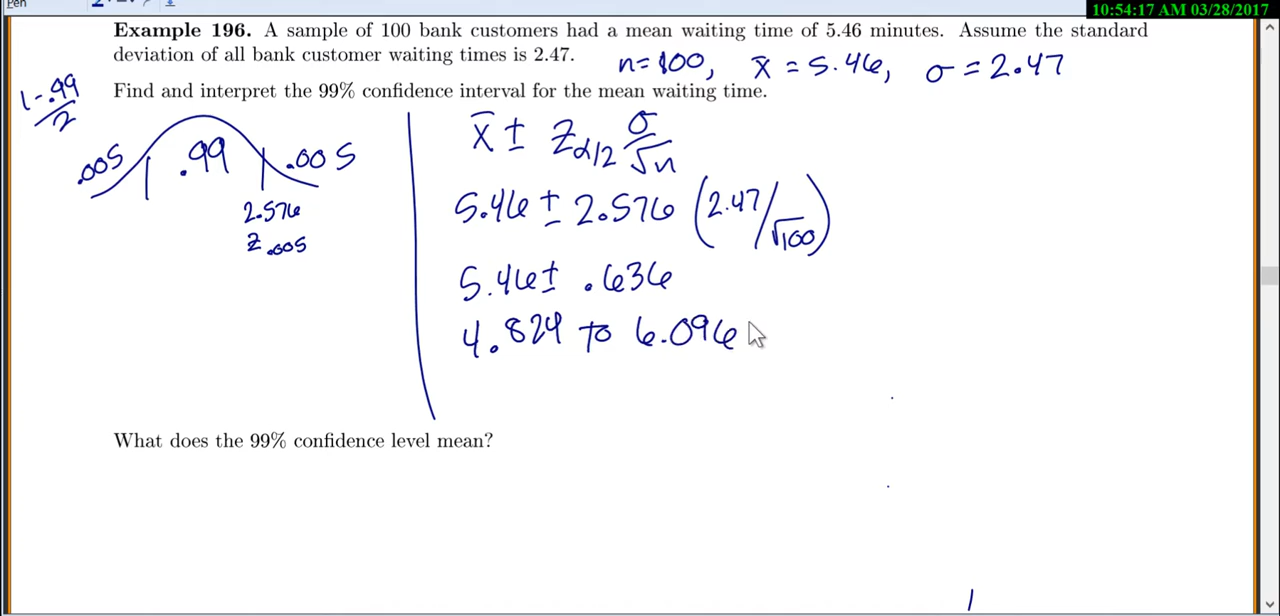 Pen
10:54:17 AM 03/28/2017
Example 196. A sample of 100 bank customers had a mean waiting time of 5.46 minutes. Assume the standard
deviation of all bank customer waiting times is 2.47.
n=100, x̄ = 5.46, σ = 2.47
Find and interpret the 99% confidence interval for the mean waiting time.
1-.99
/2
.005 .99 .005
2.576
z.005
x̄ ± zα/2 σ/√n
5.46 ± 2.576 (2.47/√100)
5.46 ± .636
4.824 to 6.096
What does the 99% confidence level mean?